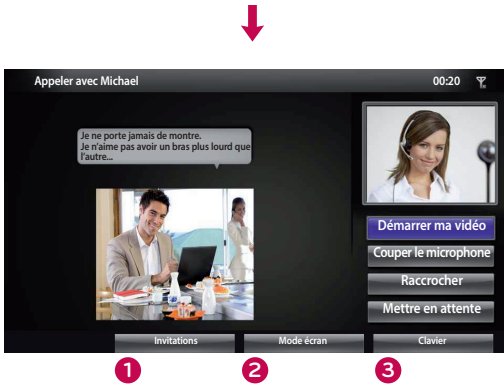 Appeler avec Michael 00:20
Je ne porte jamais de montre.
Je n'aime pas avoir un bras plus lourd que
l'autre...
Démarrer ma vidéo
Couper le microphone
Raccrocher
Mettre en attente
Invitations Mode écran Clavier
1 2 3